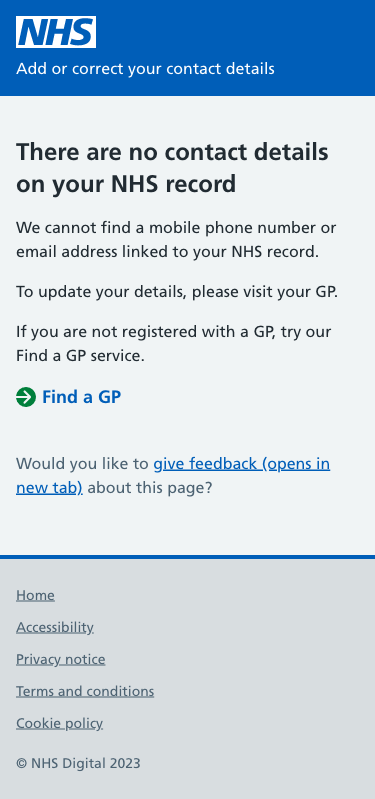 NHS
Add or correct your contact details
There are no contact details
on your NHS record
We cannot find a mobile phone number or
email address linked to your NHS record.
To update your details, please visit your GP.
If you are not registered with a GP, try our
Find a GP service.
Find a GP
Would you like to give feedback (opens in
new tab) about this page?
Home
Accessibility
Privacy notice
Terms and conditions
Cookie policy
© NHS Digital 2023